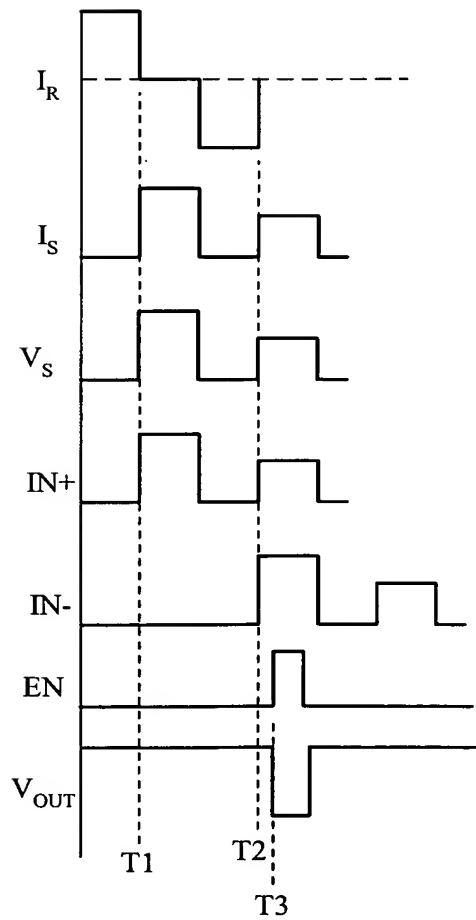 I_R
I_S
V_S
IN+
IN-
EN
V_OUT
T1
T2
T3